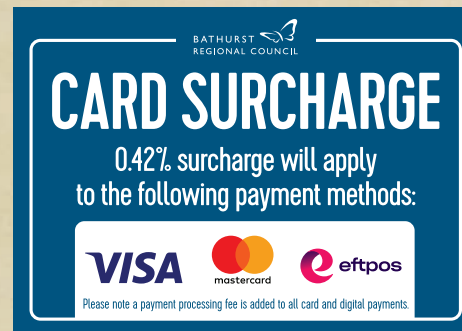 BATHURST
REGIONAL COUNCIL
CARD SURCHARGE
0.42% surcharge will apply
to the following payment methods:
VISA
mastercard
eftpos
Please note a payment processing fee is added to all card and digital payments.